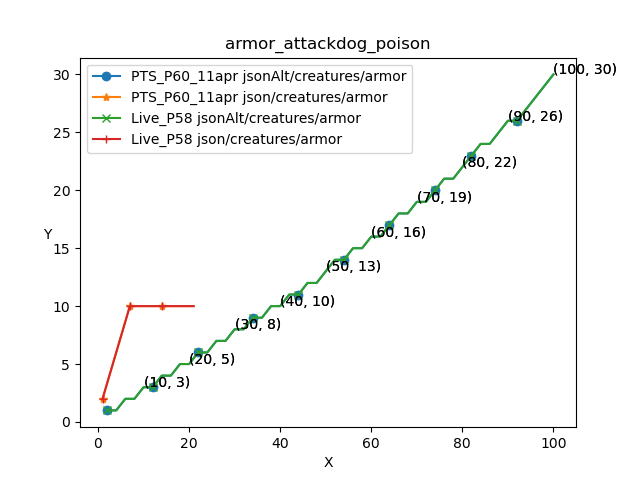 armor_attackdog_poison
PTS_P60_11apr jsonAlt/creatures/armor
PTS_P60_11apr json/creatures/armor
Live_P58 jsonAlt/creatures/armor
Live_P58 json/creatures/armor
(100, 30)
(90, 26)
(80, 22)
(70, 19)
(60, 16)
(50, 13)
(40, 10)
(30, 8)
(20, 5)
(10, 3)
30
25
20
15
10
5
0
Y
0 20 40 60 80 100
X